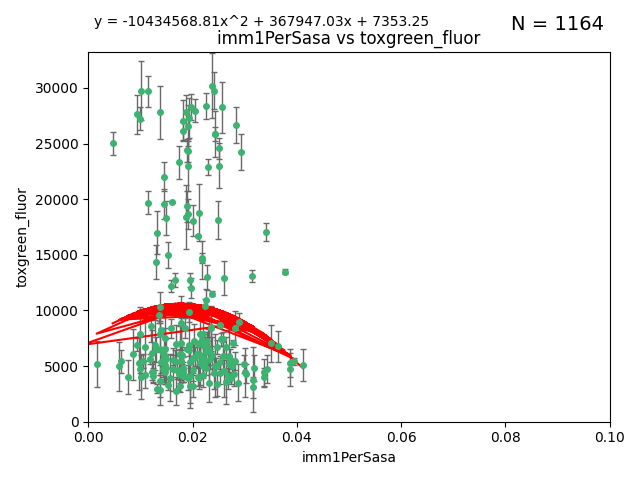 y = -10434568.81x^2 + 367947.03x + 7353.25
N = 1164
imm1PerSasa vs toxgreen_fluor
30000
25000
20000
15000
10000
5000
0
toxgreen_fluor
0.00 0.02 0.04 0.06 0.08 0.10
imm1PerSasa